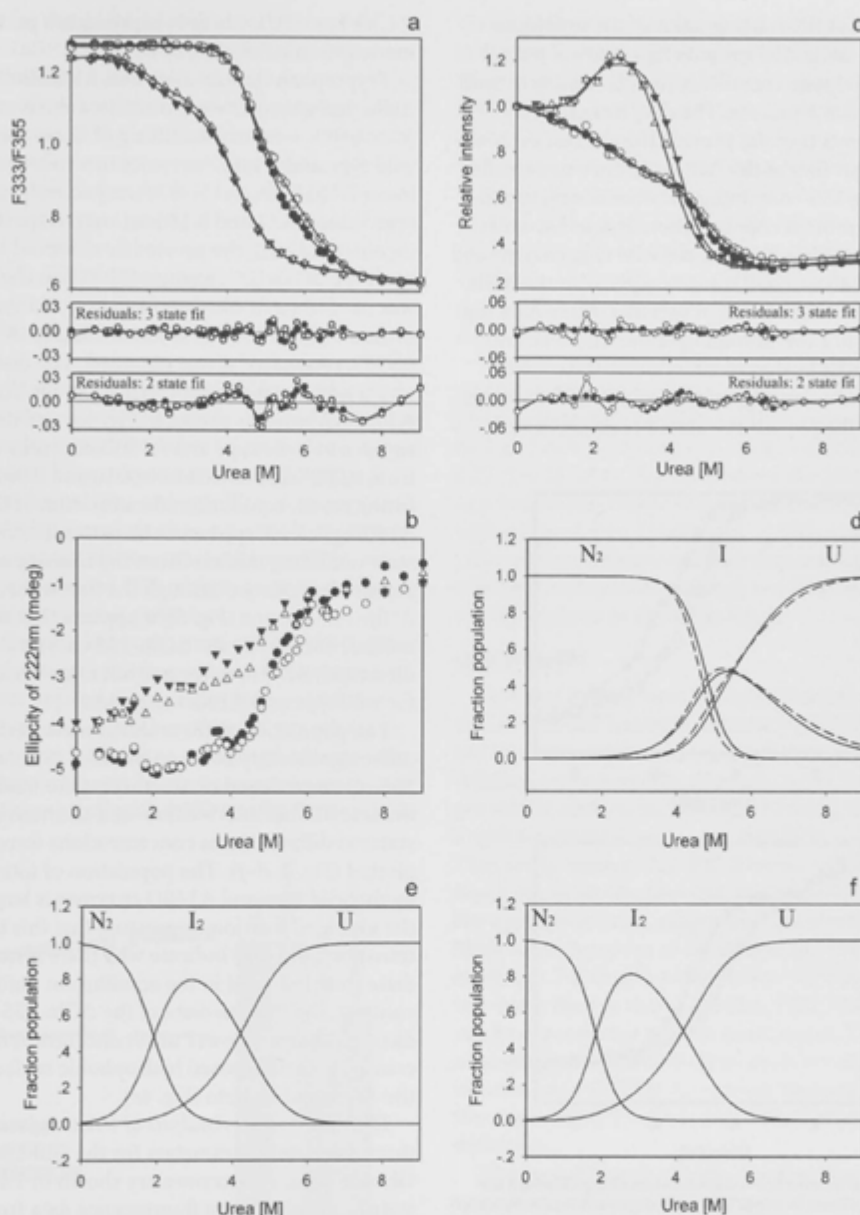 a
1.2
1.0
.8
.6
F333/F355
.03
0.00
-.03
Residuals: 3 state fit
.03
0.00
-.03
Residuals: 2 state fit
0 2 4 6 8
Urea [M]
c
1.2
1.0
.8
.6
.4
.2
Relative intensity
.06
0.00
-.06
Residuals: 3 state fit
.06
0.00
-.06
Residuals: 2 state fit
0 2 4 6 8
Urea [M]
b
0
-1
-2
-3
-4
-5
Ellipcity of 222nm (mdeg)
0 2 4 6 8
Urea [M]
d
N2 I U
1.2
1.0
.8
.6
.4
.2
0.0
-.2
Fraction population
0 2 4 6 8
Urea [M]
e
N2 I2 U
1.2
1.0
.8
.6
.4
.2
0.0
-.2
Fraction population
0 2 4 6 8
Urea [M]
f
N2 I2 U
1.2
1.0
.8
.6
.4
.2
0.0
-.2
Fraction population
0 2 4 6 8
Urea [M]